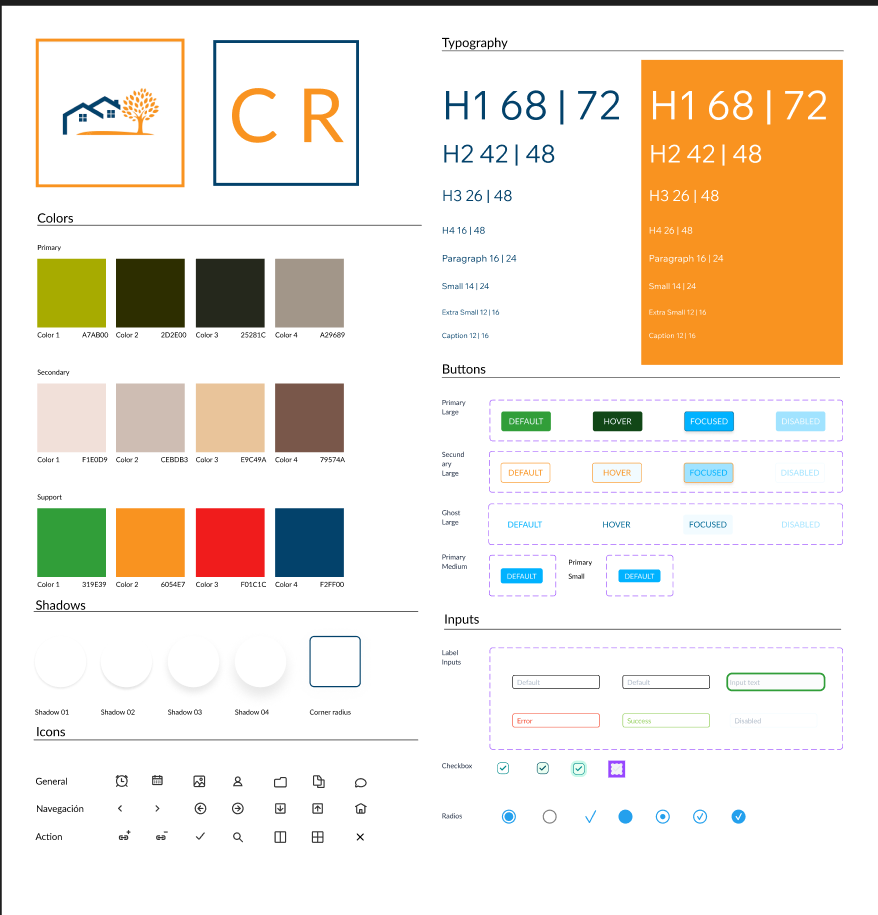 C R
Colors
Primary
Color 1 A7AB00 Color 2 2D2E00 Color 3 25281C Color 4 A29689
Secondary
Color 1 F1E0D9 Color 2 CEBDB3 Color 3 E9C49A Color 4 79574A
Support
Color 1 319E39 Color 2 6054E7 Color 3 F01C1C Color 4 F2FF00
Shadows
Shadow 01 Shadow 02 Shadow 03 Shadow 04 Corner radius
Icons
General
Navegación
Action
Typography
H1 68 | 72 H1 68 | 72
H2 42 | 48 H2 42 | 48
H3 26 | 48 H3 26 | 48
H4 16 | 48 H4 26 | 48
Paragraph 16 | 24 Paragraph 16 | 24
Small 14 | 24 Small 14 | 24
Extra Small 12 | 16 Extra Small 12 | 16
Caption 12 | 16 Caption 12 | 16
Buttons
Primary
Large
DEFAULT HOVER FOCUSED DISABLED
Secund
ary
Large
DEFAULT HOVER FOCUSED DISABLED
Ghost
Large
DEFAULT HOVER FOCUSED DISABLED
Primary
Medium
DEFAULT
Primary
Small
DEFAULT
Inputs
Label
Inputs
Default Default Input text
Error Success Disabled
Checkbox
Radios